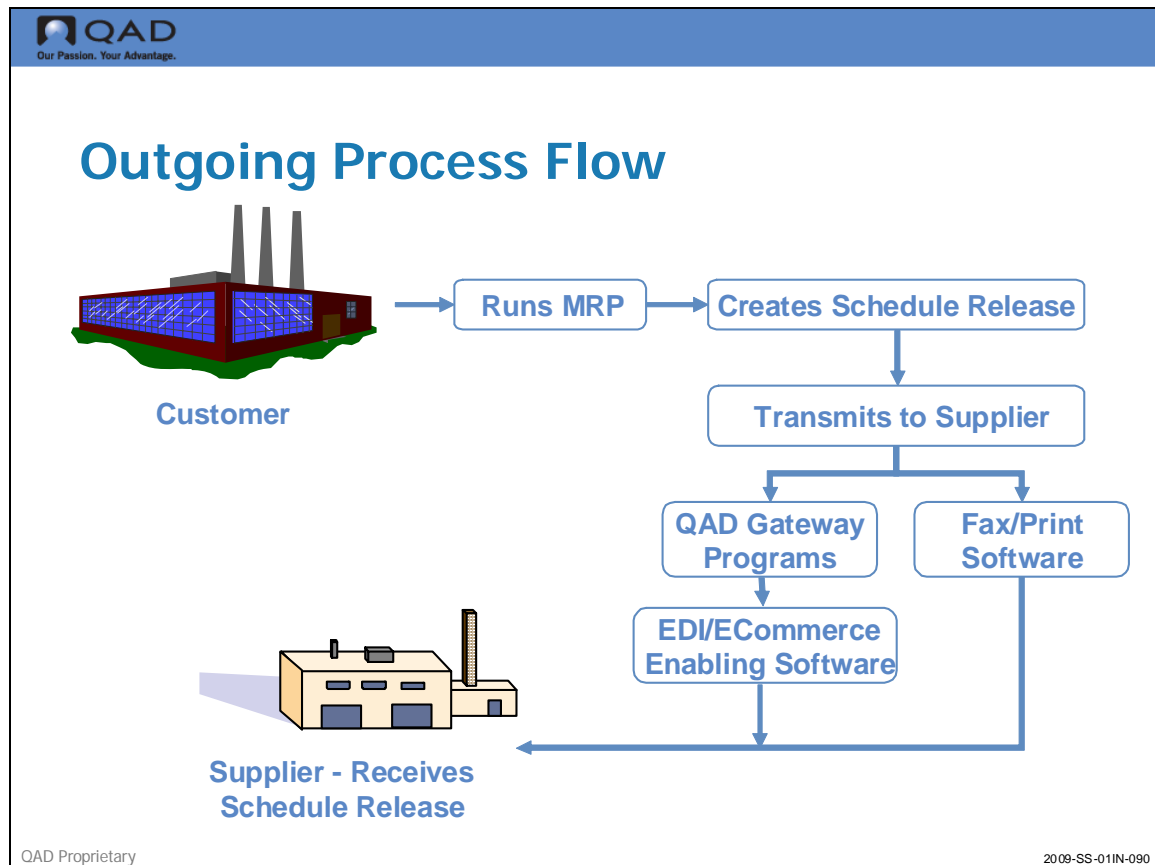 QAD
Our Passion. Your Advantage.
Outgoing Process Flow
Runs MRP
Creates Schedule Release
Customer
Transmits to Supplier
QAD Gateway
Programs
Fax/Print
Software
EDI/ECommerce
Enabling Software
Supplier - Receives
Schedule Release
QAD Proprietary
2009-SS-01IN-090